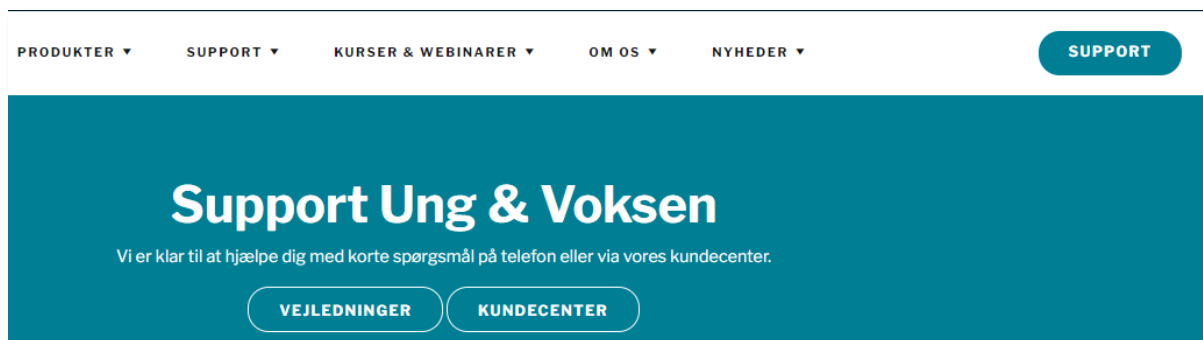 PRODUKTER ▼ SUPPORT ▼ KURSER & WEBINARER ▼ OM OS ▼ NYHEDER ▼ SUPPORT
Support Ung & Voksen
Vi er klar til at hjælpe dig med korte spørgsmål på telefon eller via vores kundecenter.
VEJLEDNINGER KUNDECENTER